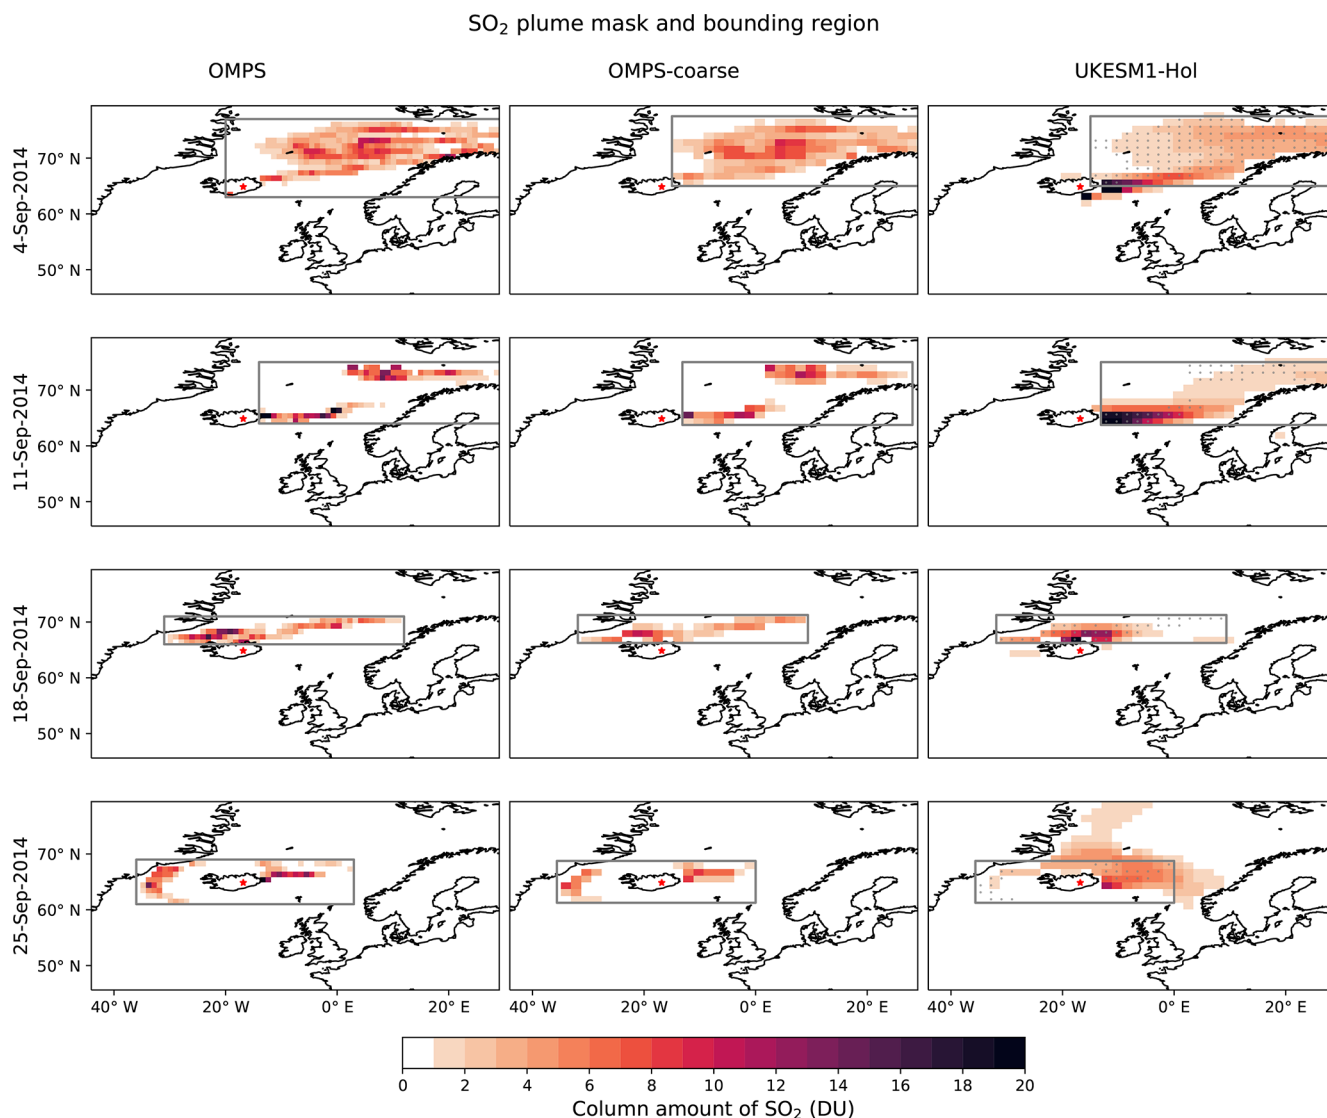 SO₂ plume mask and bounding region
OMPS OMPS-coarse UKESM1-Hol
4-Sep-2014
70° N
60° N
50° N
11-Sep-2014
70° N
60° N
50° N
18-Sep-2014
70° N
60° N
50° N
25-Sep-2014
70° N
60° N
50° N
40° W 20° W 0° E 20° E 40° W 20° W 0° E 20° E 40° W 20° W 0° E 20° E
0 2 4 6 8 10 12 14 16 18 20
Column amount of SO₂ (DU)